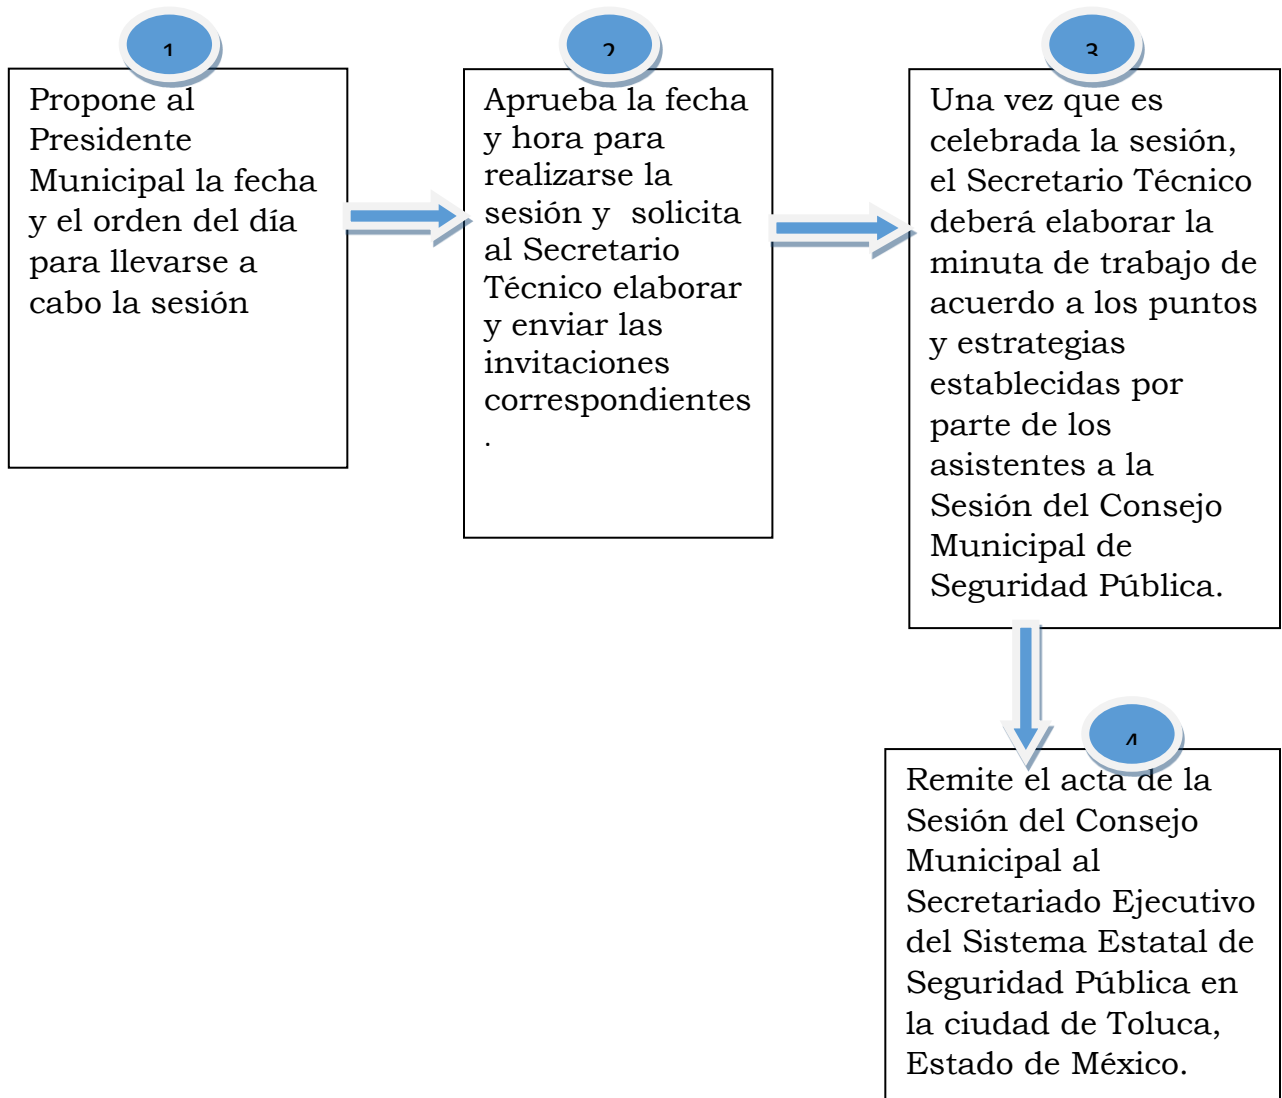 1
Propone al
Presidente
Municipal la fecha
y el orden del día
para llevarse a
cabo la sesión
2
Aprueba la fecha
y hora para
realizarse la
sesión y  solicita
al Secretario
Técnico elaborar
y enviar las
invitaciones
correspondientes
.
3
Una vez que es
celebrada la sesión,
el Secretario Técnico
deberá elaborar la
minuta de trabajo de
acuerdo a los puntos
y estrategias
establecidas por
parte de los
asistentes a la
Sesión del Consejo
Municipal de
Seguridad Pública.
4
Remite el acta de la
Sesión del Consejo
Municipal al
Secretariado Ejecutivo
del Sistema Estatal de
Seguridad Pública en
la ciudad de Toluca,
Estado de México.